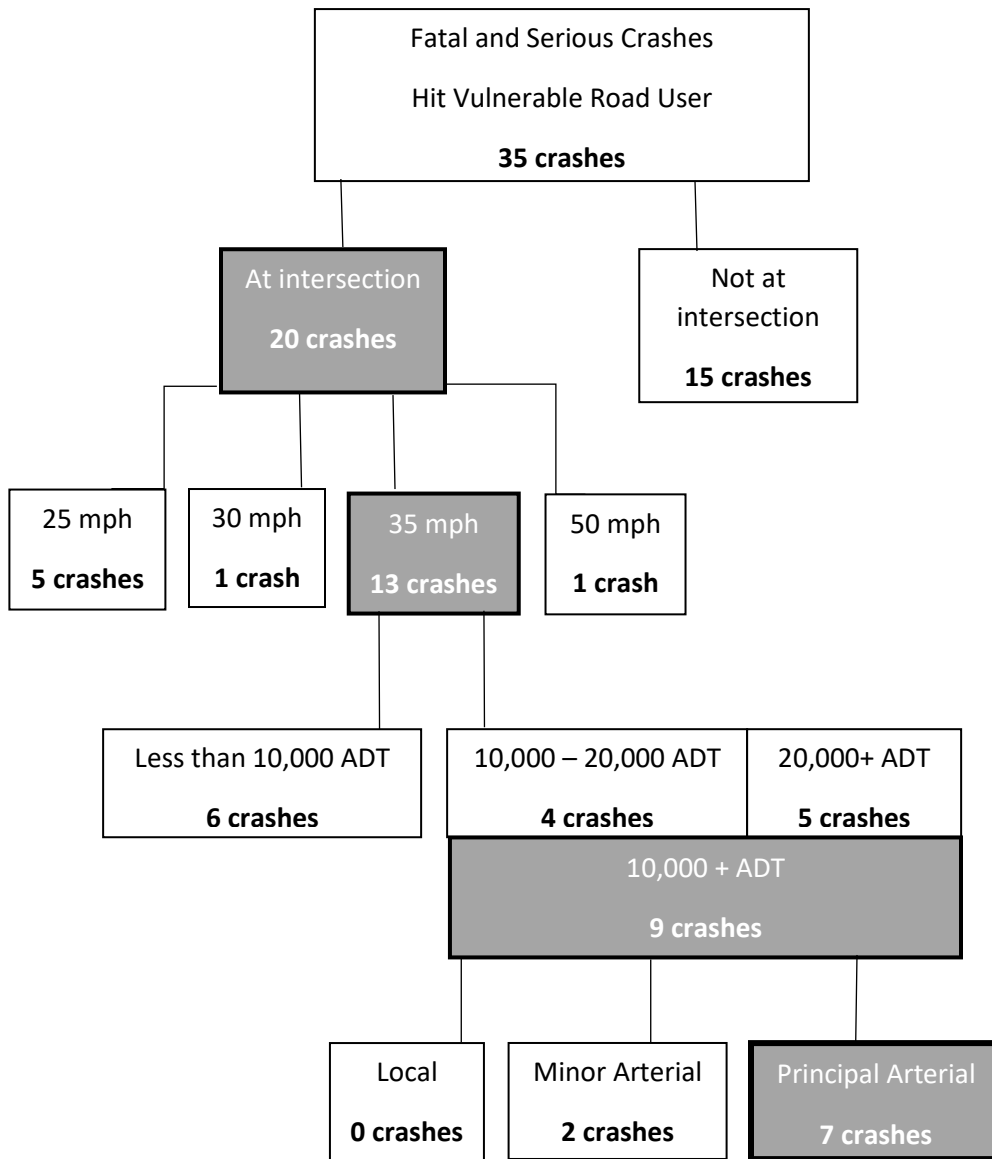 Fatal and Serious Crashes
Hit Vulnerable Road User
35 crashes
At intersection
20 crashes
Not at
intersection
15 crashes
25 mph
5 crashes
30 mph
1 crash
35 mph
13 crashes
50 mph
1 crash
Less than 10,000 ADT
6 crashes
10,000 – 20,000 ADT
4 crashes
20,000+ ADT
5 crashes
10,000 + ADT
9 crashes
Local
0 crashes
Minor Arterial
2 crashes
Principal Arterial
7 crashes